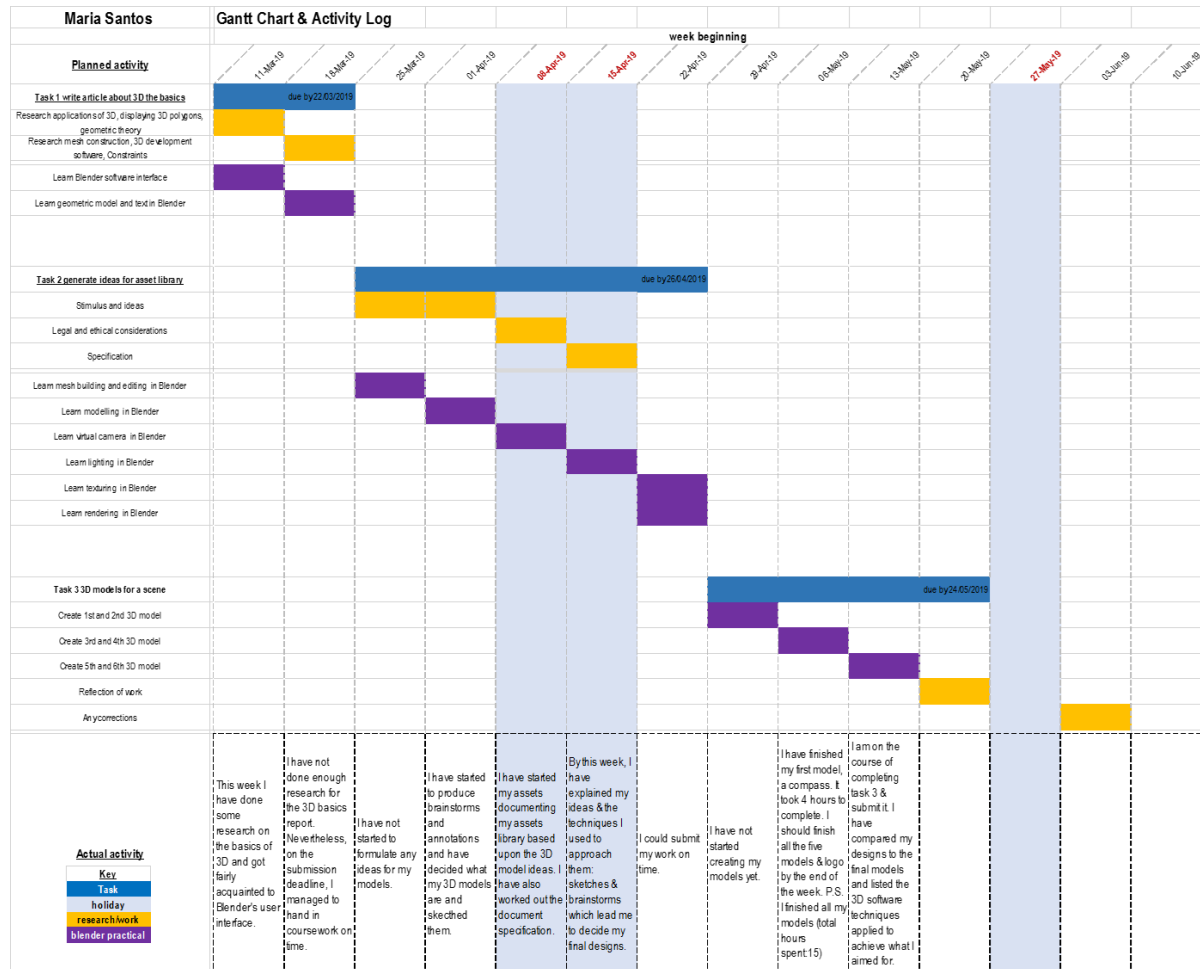 Maria Santos
Gantt Chart & Activity Log
week beginning
Planned activity
11-Mar-19
18-Mar-19
25-Mar-19
01-Apr-19
08-Apr-19
15-Apr-19
22-Apr-19
29-Apr-19
06-May-19
13-May-19
20-May-19
27-May-19
03-Jun-19
10-Jun-19
Task 1 write article about 3D the basics
due by22/03/2019
Research applications of 3D, displaying 3D polygons,
geometric theory
Research mesh construction, 3D development
software, Constraints
Learn Blender software interface
Learn geometric model and text in Blender
Task 2 generate ideas for asset library
due by26/04/2019
Stimulus and ideas
Legal and ethical considerations
Specification
Learn mesh building and editing in Blender
Learn modelling in Blender
Learn virtual camera in Blender
Learn lighting in Blender
Learn texturing in Blender
Learn rendering in Blender
Task 3 3D models for a scene
due by24/05/2019
Create 1st and 2nd 3D model
Create 3rd and 4th 3D model
Create 5th and 6th 3D model
Reflection of work
Any corrections
Actual activity
Key
Task
holiday
research/work
blender practical
This week I
have done
some
research on
the basics of
3D and got
fairly
acquainted to
Blender's user
interface.
I have not
done enough
research for
the 3D basics
report.
Nevertheless,
on the
submission
deadline, I
managed to
hand in
coursework on
time.
I have not
started to
formulate any
ideas for my
models.
I have started
to produce
brainstorms
and
annotations
and have
decided what
my 3D models
are and
skecthed
them.
I have started
my assets
documenting
my assets
library based
upon the 3D
model ideas. I
have also
worked out the
document
specification.
By this week, I
have
explained my
ideas & the
techniques I
used to
approach
them:
sketches &
brainstorms
which lead me
to decide my
final designs.
I could submit
my work on
time.
I have not
started
creating my
models yet.
I have finished
my first model,
a compass. It
took 4 hours to
complete. I
should finish
all the five
models & logo
by the end of
the week. P.S.
I finished all my
models (total
hours
spent:15)
I am on the
course of
completing
task 3 &
submit it. I
have
compared my
designs to the
final models
and listed the
3D software
techniques
applied to
achieve what I
aimed for.